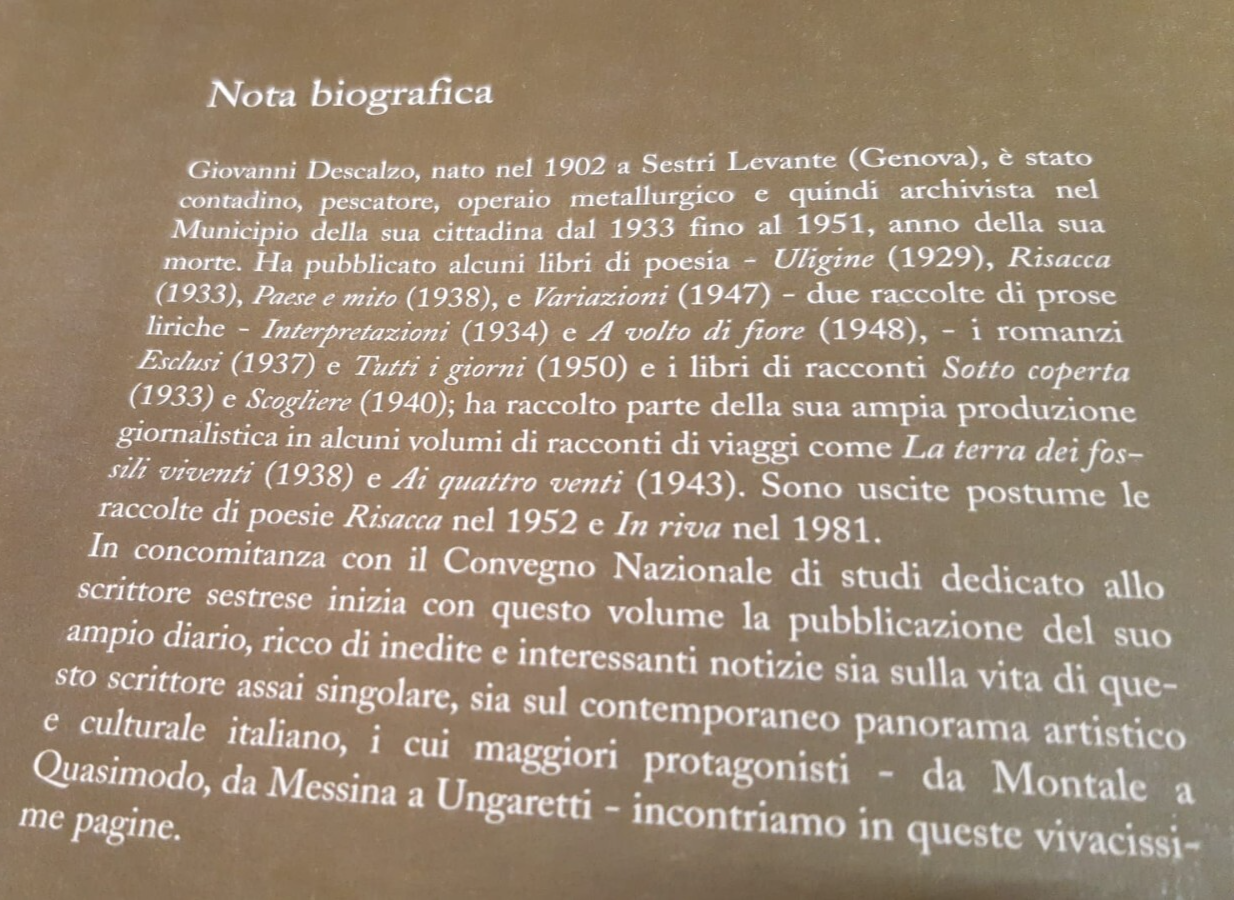 Nota biografica
Giovanni Descalzo, nato nel 1902 a Sestri Levante (Genova), è stato
contadino, pescatore, operaio metallurgico e quindi archivista nel
Municipio della sua cittadina dal 1933 fino al 1951, anno della sua
morte. Ha pubblicato alcuni libri di poesia - Uligine (1929), Risacca
(1933), Paese e mito (1938), e Variazioni (1947) - due raccolte di prose
liriche - Interpretazioni (1934) e A volto di fiore (1948), - i romanzi
Esclusi (1937) e Tutti i giorni (1950) e i libri di racconti Sotto coperta
(1933) e Scogliere (1940); ha raccolto parte della sua ampia produzione
giornalistica in alcuni volumi di racconti di viaggi come La terra dei fos-
sili viventi (1938) e Ai quattro venti (1943). Sono uscite postume le
raccolte di poesie Risacca nel 1952 e In riva nel 1981.
In concomitanza con il Convegno Nazionale di studi dedicato allo
scrittore sestrese inizia con questo volume la pubblicazione del suo
ampio diario, ricco di inedite e interessanti notizie sia sulla vita di que-
sto scrittore assai singolare, sia sul contemporaneo panorama artistico
e culturale italiano, i cui maggiori protagonisti - da Montale a
Quasimodo, da Messina a Ungaretti - incontriamo in queste vivacissi-
me pagine.